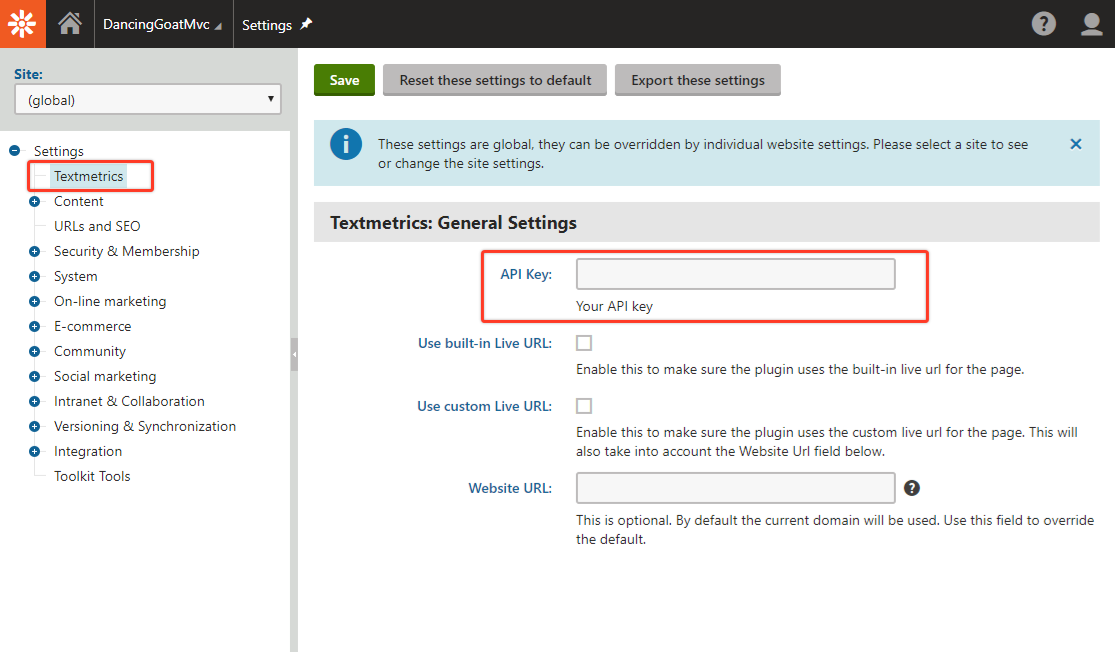 DancingGoatMvc
Settings
Site:
(global)
Settings
Textmetrics
Content
URLs and SEO
Security & Membership
System
On-line marketing
E-commerce
Community
Social marketing
Intranet & Collaboration
Versioning & Synchronization
Integration
Toolkit Tools
Save
Reset these settings to default
Export these settings
These settings are global, they can be overridden by individual website settings. Please select a site to see
or change the site settings.
Textmetrics: General Settings
API Key:
Your API key
Use built-in Live URL:
Enable this to make sure the plugin uses the built-in live url for the page.
Use custom Live URL:
Enable this to make sure the plugin uses the custom live url for the page. This will
also take into account the Website Url field below.
Website URL:
This is optional. By default the current domain will be used. Use this field to override
the default.